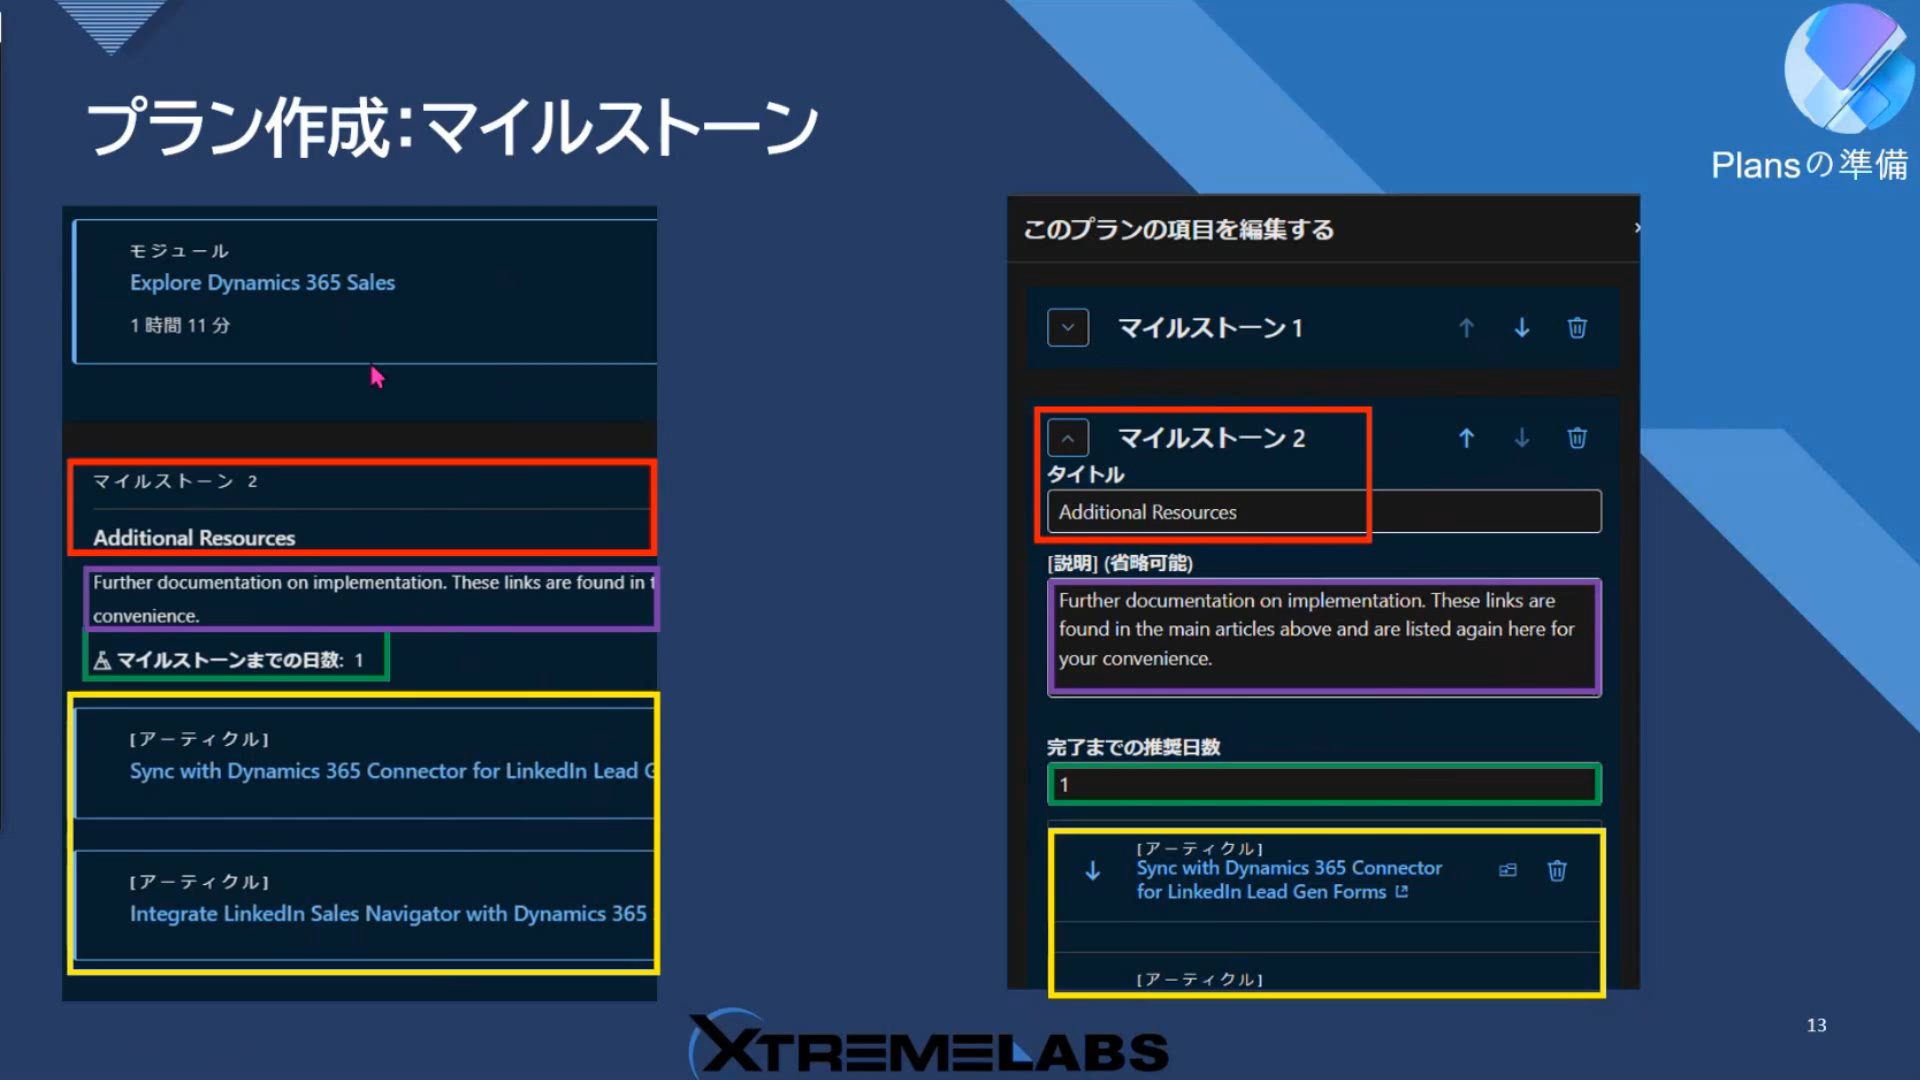 プラン作成:マイルストーン
Plansの準備
モジュール
Explore Dynamics 365 Sales
1 時間 11 分
マイルストーン 2
Additional Resources
Further documentation on implementation. These links are found in t
convenience.
マイルストーンまでの日数: 1
[アーティクル]
Sync with Dynamics 365 Connector for LinkedIn Lead G
[アーティクル]
Integrate LinkedIn Sales Navigator with Dynamics 365
このプランの項目を編集する
マイルストーン 1
マイルストーン 2
タイトル
Additional Resources
[説明] (省略可能)
Further documentation on implementation. These links are
found in the main articles above and are listed again here for
your convenience.
完了までの推奨日数
1
[アーティクル]
Sync with Dynamics 365 Connector
for LinkedIn Lead Gen Forms
[アーティクル]
XTREMELABS
13